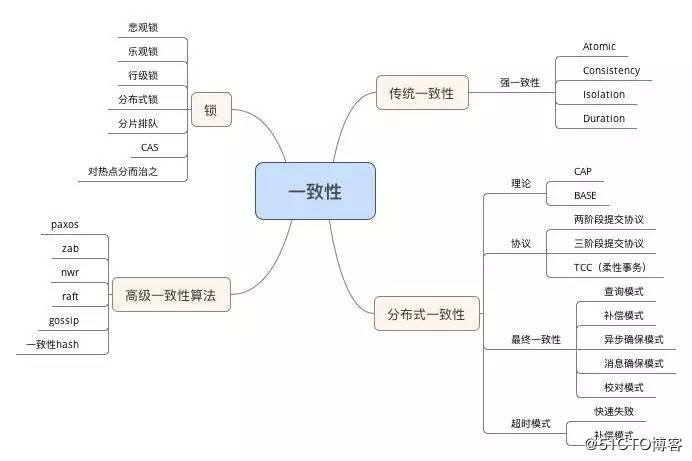 一致性
锁
悲观锁
乐观锁
行级锁
分布式锁
分片排队
CAS
对热点分而治之
高级一致性算法
paxos
zab
nwr
raft
gossip
一致性hash
传统一致性
强一致性
Atomic
Consistency
Isolation
Duration
分布式一致性
理论
CAP
BASE
协议
两阶段提交协议
三阶段提交协议
TCC（柔性事务）
最终一致性
查询模式
补偿模式
异步确保模式
消息确保模式
校对模式
超时模式
快速失败
补偿模式
@51CTO博客